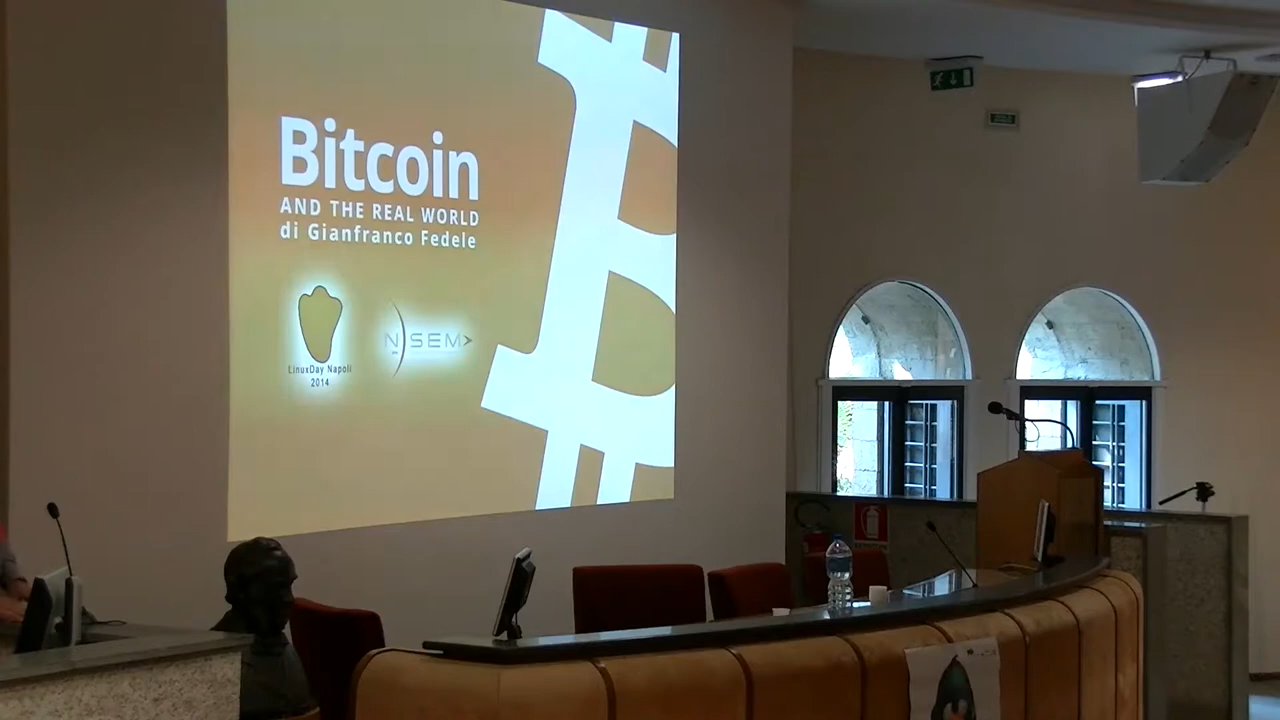 Bitcoin
AND THE REAL WORLD
di Gianfranco Fedele
LinuxDay Napoli
2014
N SEM